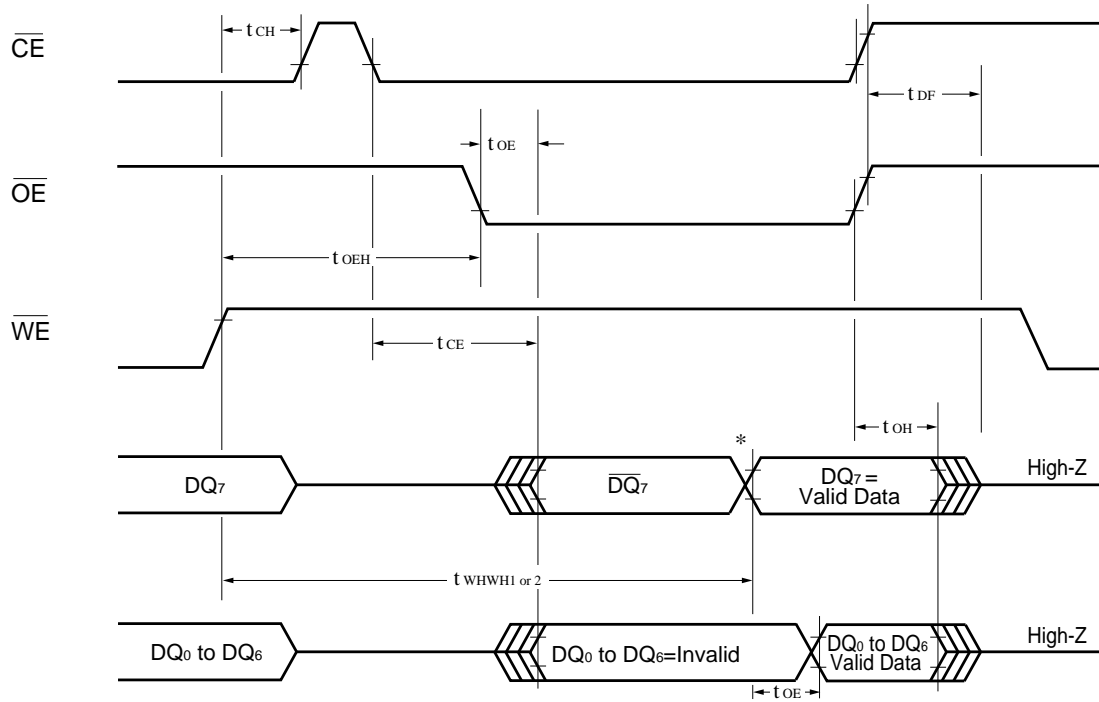 t CH
CE
t DF
t OE
OE
t OEH
WE
t CE
*
t OH
DQ7
DQ7
DQ7 =
Valid Data
High-Z
t WHWH1 or 2
DQ0 to DQ6
DQ0 to DQ6=Invalid
DQ0 to DQ6
Valid Data
High-Z
t OE